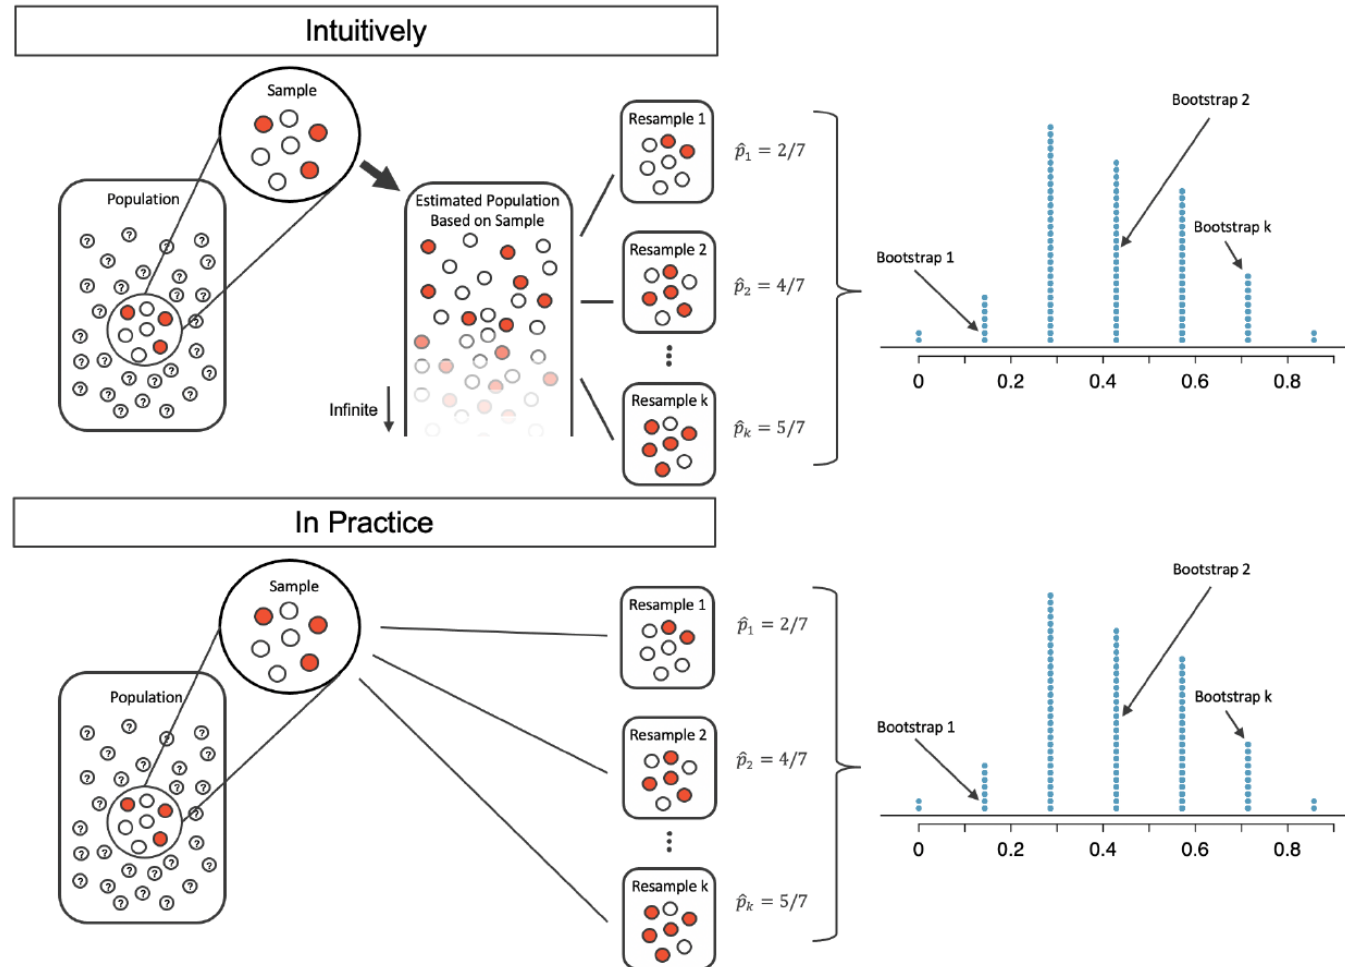 Intuitively
Sample
Population
? ? ? ? ? ? ? ? ? ? ? ? ? ? ? ? ? ? ? ? ? ? ? ? ? ?
Estimated Population
Based on Sample
Infinite
Resample 1
p̂₁ = 2/7
Resample 2
p̂₂ = 4/7
Resample k
p̂ₖ = 5/7
Bootstrap 2
Bootstrap k
Bootstrap 1
0 0.2 0.4 0.6 0.8
In Practice
Sample
Population
? ? ? ? ? ? ? ? ? ? ? ? ? ? ? ? ? ? ? ? ? ? ? ? ? ?
Resample 1
p̂₁ = 2/7
Resample 2
p̂₂ = 4/7
Resample k
p̂ₖ = 5/7
Bootstrap 2
Bootstrap k
Bootstrap 1
0 0.2 0.4 0.6 0.8